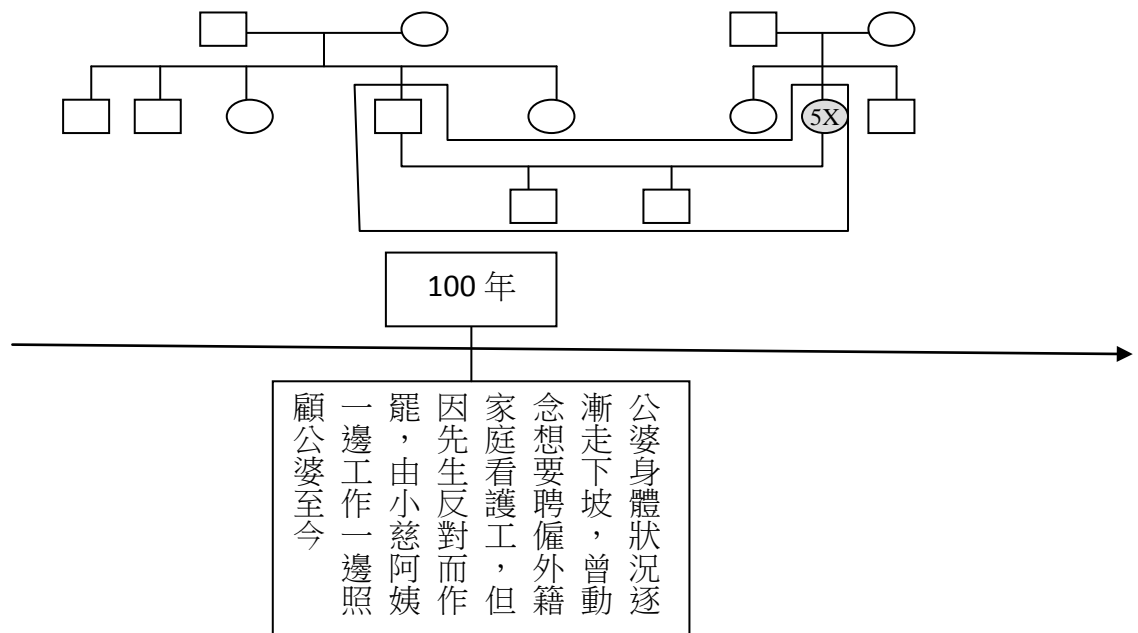 5X
100 年
公婆身體狀況逐
漸走下坡，曾動
念想要聘僱外籍
家庭看護工，但
因先生反對而作
罷，由小慈阿姨
一邊工作一邊照
顧公婆至今